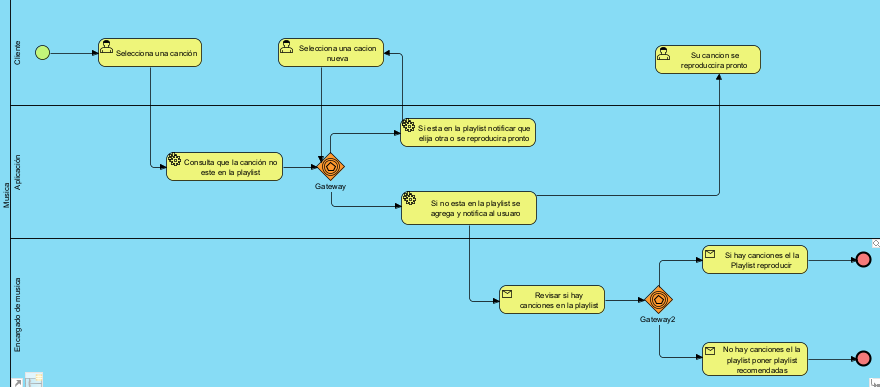 Musica
Cliente
Selecciona una canción
Selecciona una cacion
nueva
Su cancion se
reproduccira pronto
Aplicación
Si esta en la playlist notificar que
elija otra o se reproducira pronto
Consulta que la canción no
este en la playlist
Gateway
Si no esta en la playlist se
agrega y notifica al usuaro
Encargado de musica
Si hay canciones el la
Playlist reproducir
Revisar si hay
canciones en la playlist
Gateway2
No hay canciones el la
playlist poner playlist
recomendadas